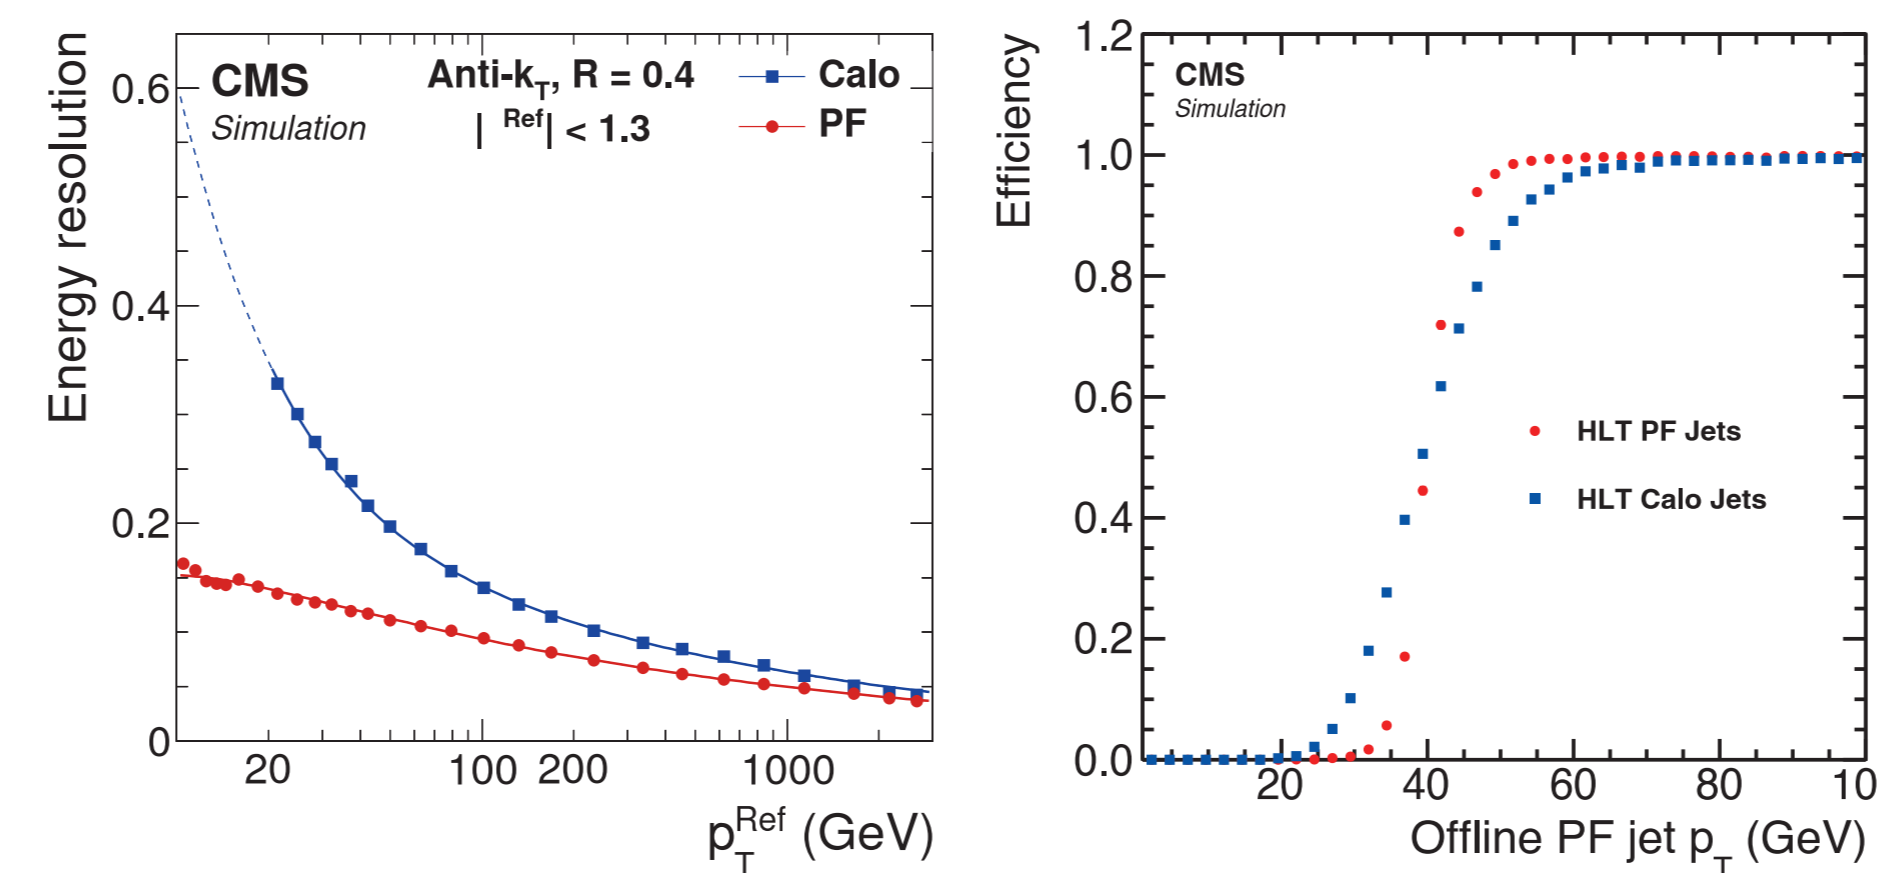 Energy resolution
0.6
0.4
0.2
0
CMS
Simulation
Anti-kT, R = 0.4
| Ref| < 1.3
Calo
PF
20 100 200 1000
pTRef (GeV)
Efficiency
1.2
1.0
0.8
0.6
0.4
0.2
0.0
CMS
Simulation
HLT PF Jets
HLT Calo Jets
20 40 60 80 10
Offline PF jet pT (GeV)